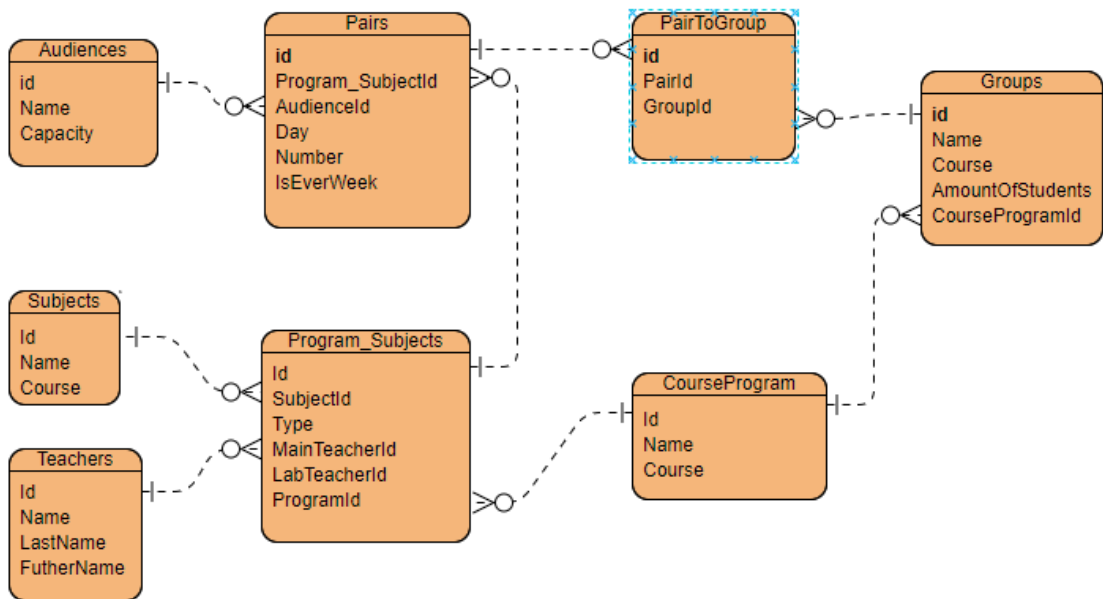 Audiences
id
Name
Capacity
Pairs
id
Program_SubjectId
AudienceId
Day
Number
IsEverWeek
PairToGroup
id
PairId
GroupId
Groups
id
Name
Course
AmountOfStudents
CourseProgramId
Subjects
Id
Name
Course
Program_Subjects
Id
SubjectId
Type
MainTeacherId
LabTeacherId
ProgramId
CourseProgram
Id
Name
Course
Teachers
Id
Name
LastName
FutherName